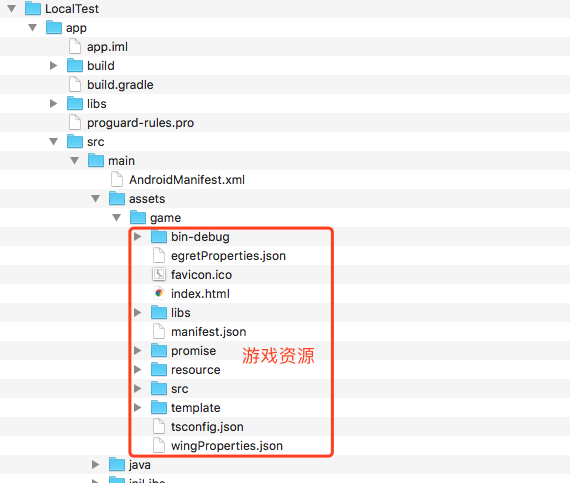 LocalTest
app
app.iml
build
build.gradle
libs
proguard-rules.pro
src
main
AndroidManifest.xml
assets
game
bin-debug
egretProperties.json
favicon.ico
index.html
libs
manifest.json
promise
游戏资源
resource
src
template
tsconfig.json
wingProperties.json
java